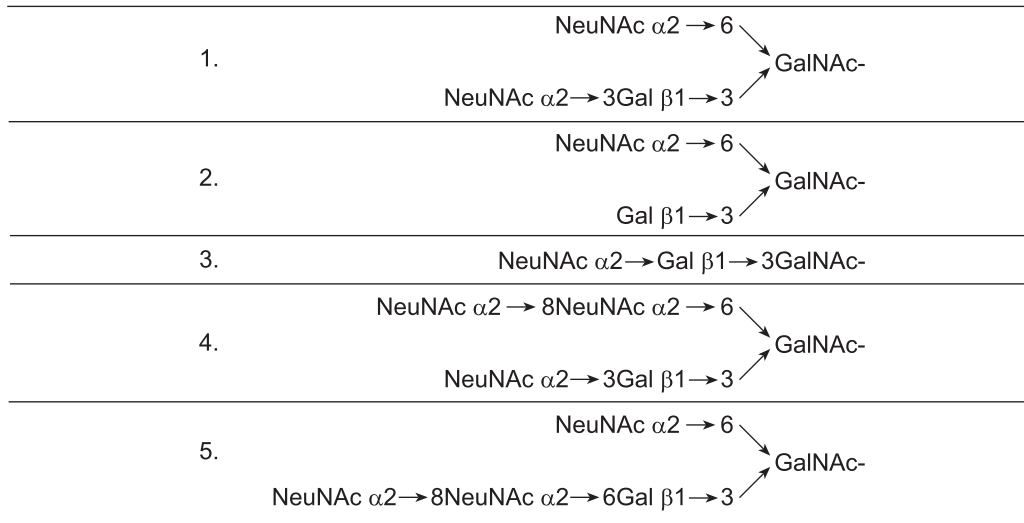 1.
NeuNAc α2→6
GalNAc-
NeuNAc α2→3Gal β1→3
2.
NeuNAc α2→6
GalNAc-
Gal β1→3
3.
NeuNAc α2→Gal β1→3GalNAc-
4.
NeuNAc α2→8NeuNAc α2→6
GalNAc-
NeuNAc α2→3Gal β1→3
5.
NeuNAc α2→6
GalNAc-
NeuNAc α2→8NeuNAc α2→6Gal β1→3